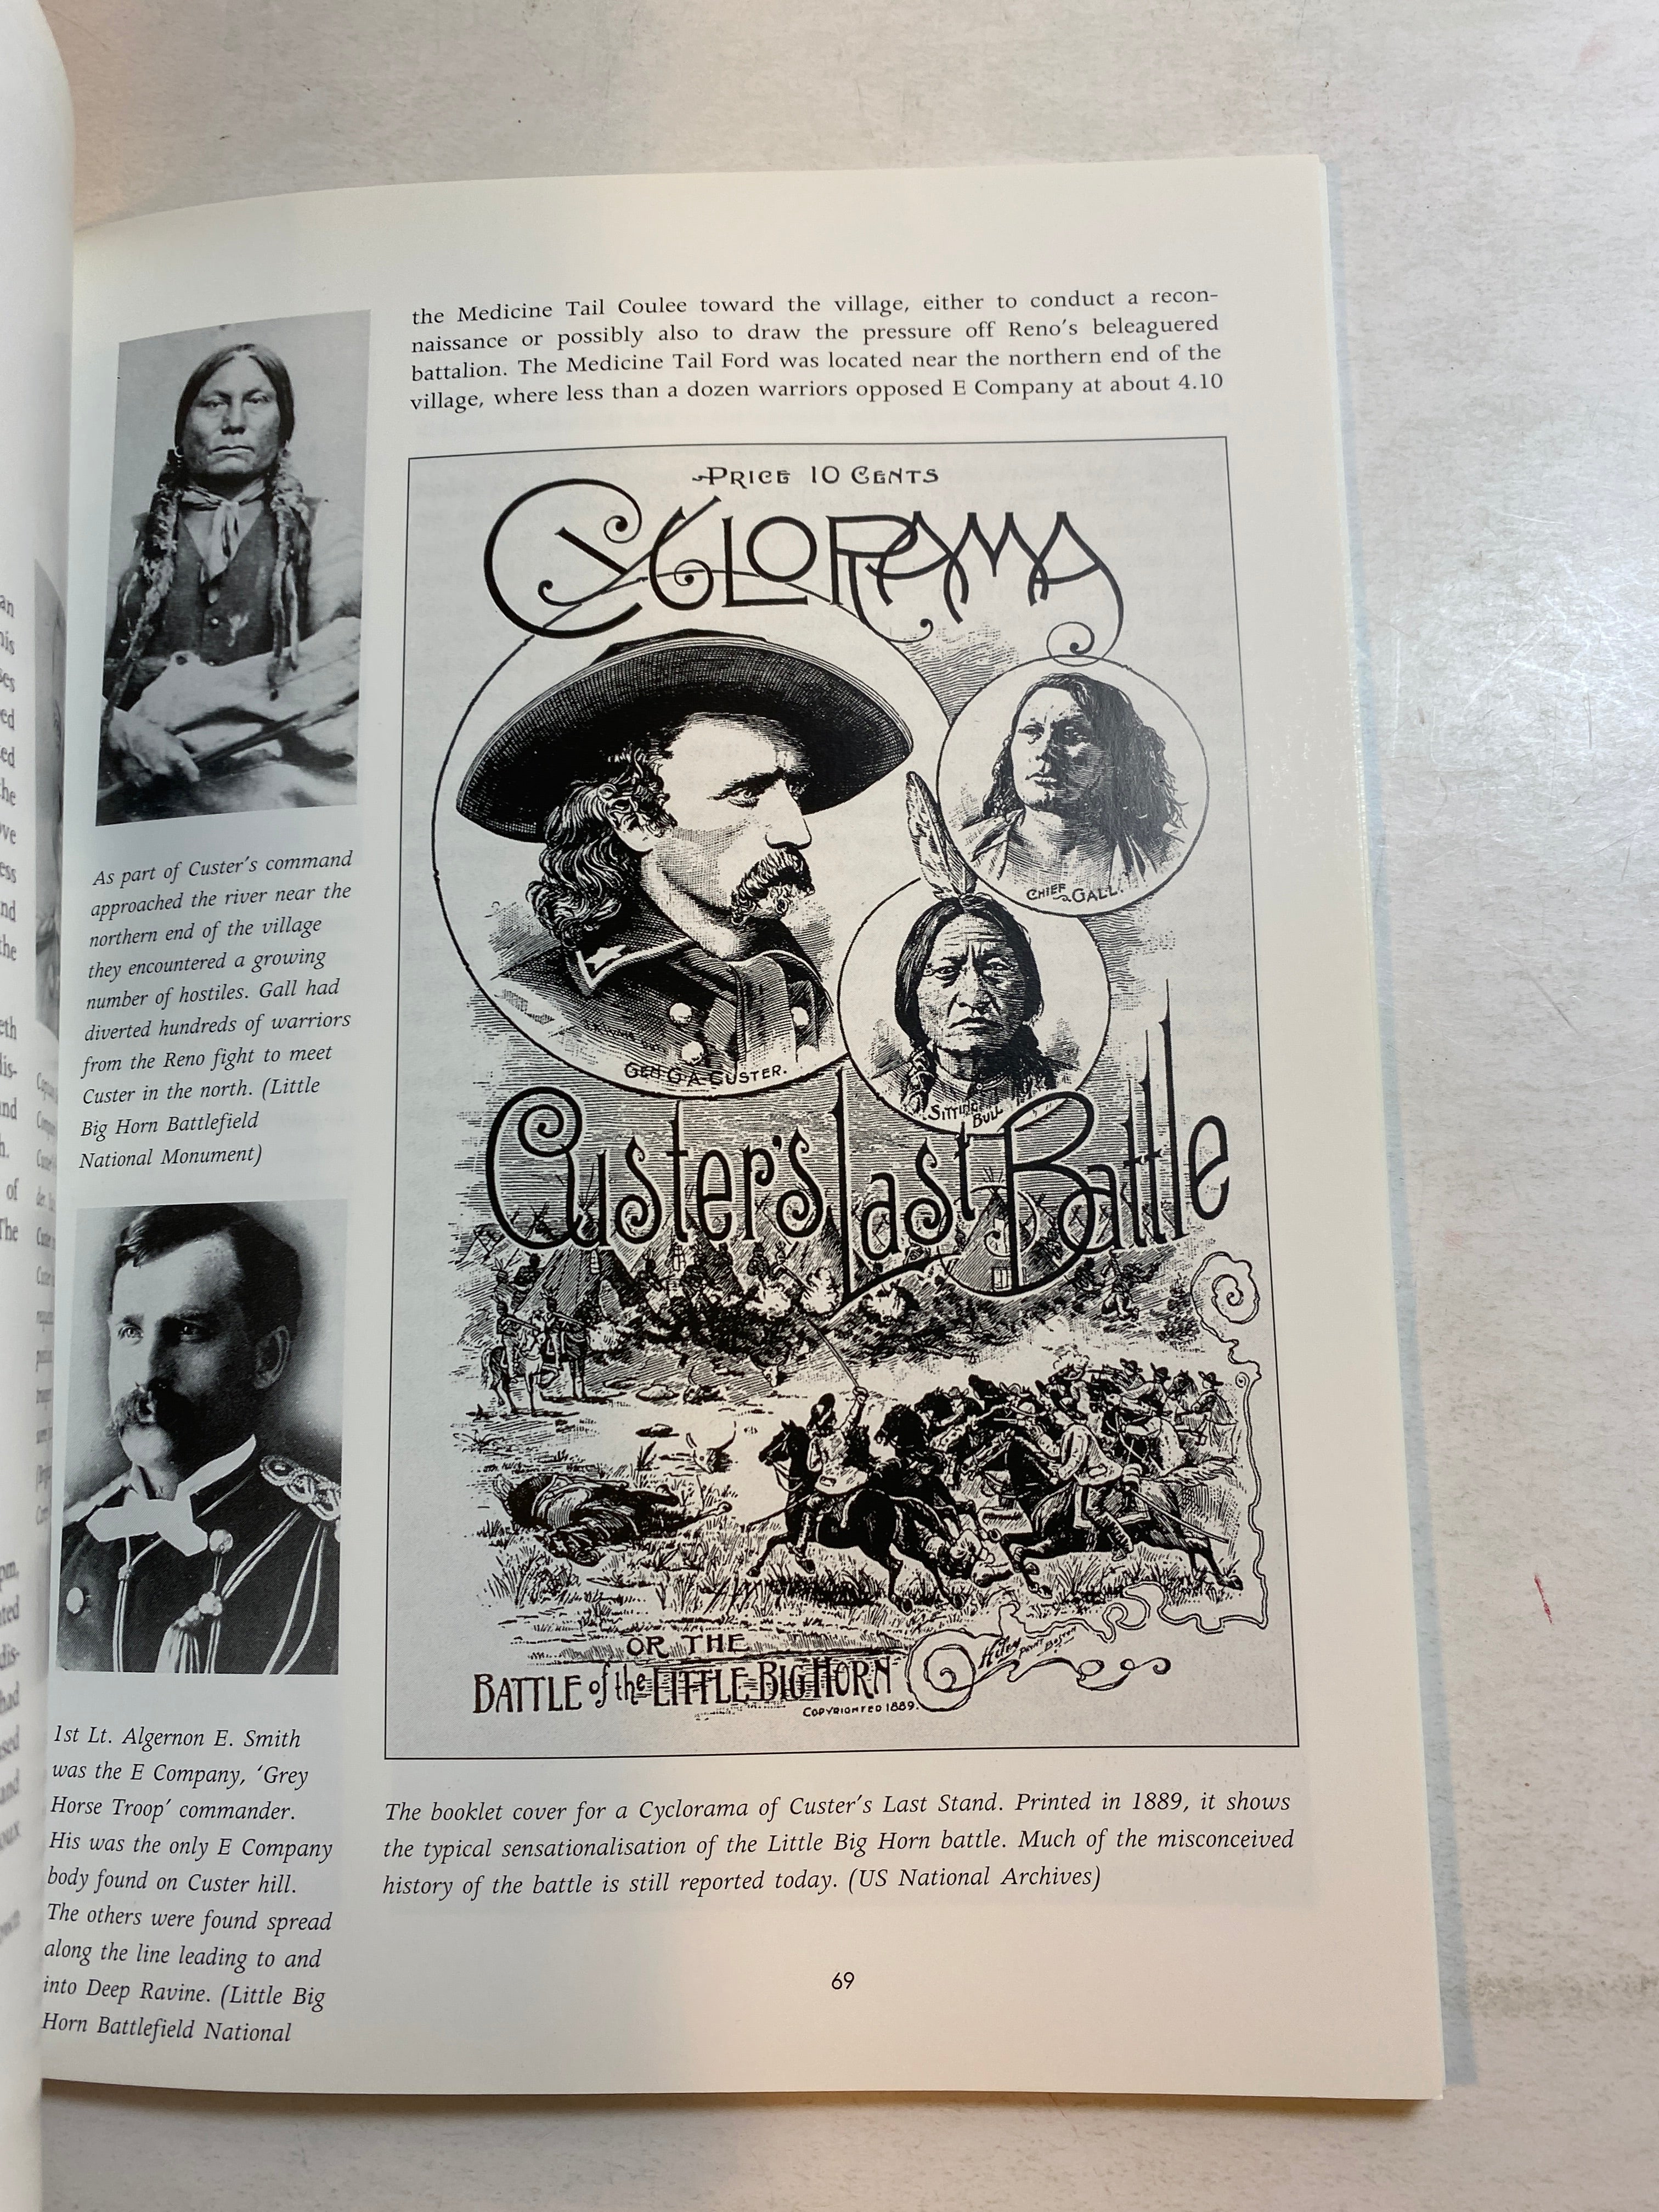 the Medicine Tail Coulee toward the village, either to conduct a recon-
naissance or possibly also to draw the pressure off Reno's beleaguered
battalion. The Medicine Tail Ford was located near the northern end of the
village, where less than a dozen warriors opposed E Company at about 4.10
As part of Custer's command
approached the river near the
northern end of the village
they encountered a growing
number of hostiles. Gall had
diverted hundreds of warriors
from the Reno fight to meet
Custer in the north. (Little
Big Horn Battlefield
National Monument)
1st Lt. Algernon E. Smith
was the E Company, 'Grey
Horse Troop' commander.
His was the only E Company
body found on Custer hill.
The others were found spread
along the line leading to and
into Deep Ravine. (Little Big
Horn Battlefield National
PRICE 10 CENTS
CYCLORAMA
CHIEF GALL.
GEN G.A. CUSTER.
SITTING
BULL
Custer's Last Battle
OR THE
BATTLE of the LITTLE BIG HORN
COPYRIGHTED 1889.
The booklet cover for a Cyclorama of Custer's Last Stand. Printed in 1889, it shows
the typical sensationalisation of the Little Big Horn battle. Much of the misconceived
history of the battle is still reported today. (US National Archives)
69